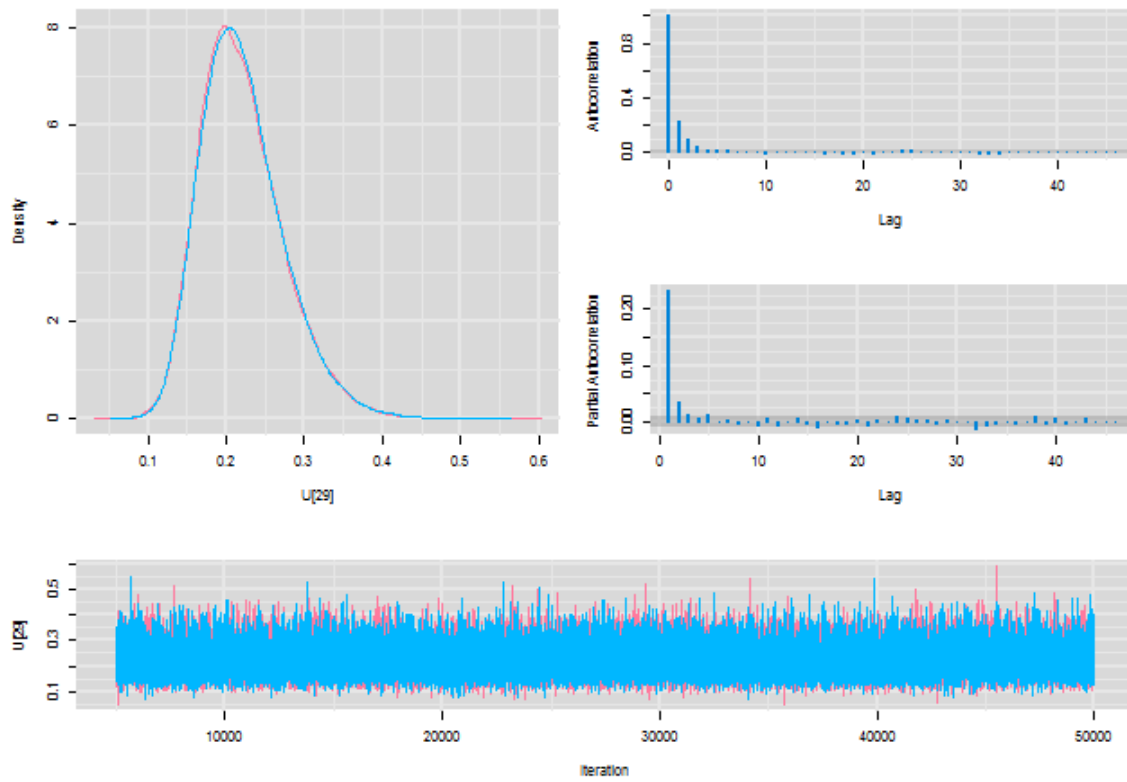 Density
8
6
4
2
0
0.1 0.2 0.3 0.4 0.5 0.6
U[29]
Autocorrelation
0.8
0.4
0.0
0 10 20 30 40
Lag
Partial Autocorrelation
0.20
0.10
0.00
0 10 20 30 40
Lag
U[29]
0.5
0.3
0.1
10000 20000 30000 40000 50000
Iteration